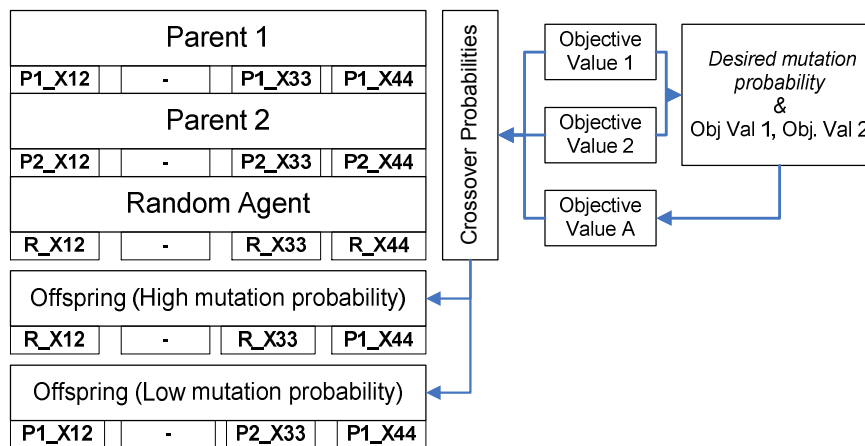 Parent 1
P1_X12 - P1_X33 P1_X44
Parent 2
P2_X12 - P2_X33 P2_X44
Random Agent
R_X12 - R_X33 R_X44
Offspring (High mutation probability)
R_X12 - R_X33 P1_X44
Offspring (Low mutation probability)
P1_X12 - P2_X33 P1_X44
Crossover Probabilities
Objective
Value 1
Objective
Value 2
Objective
Value A
Desired mutation
probability
&
Obj Val 1, Obj. Val 2